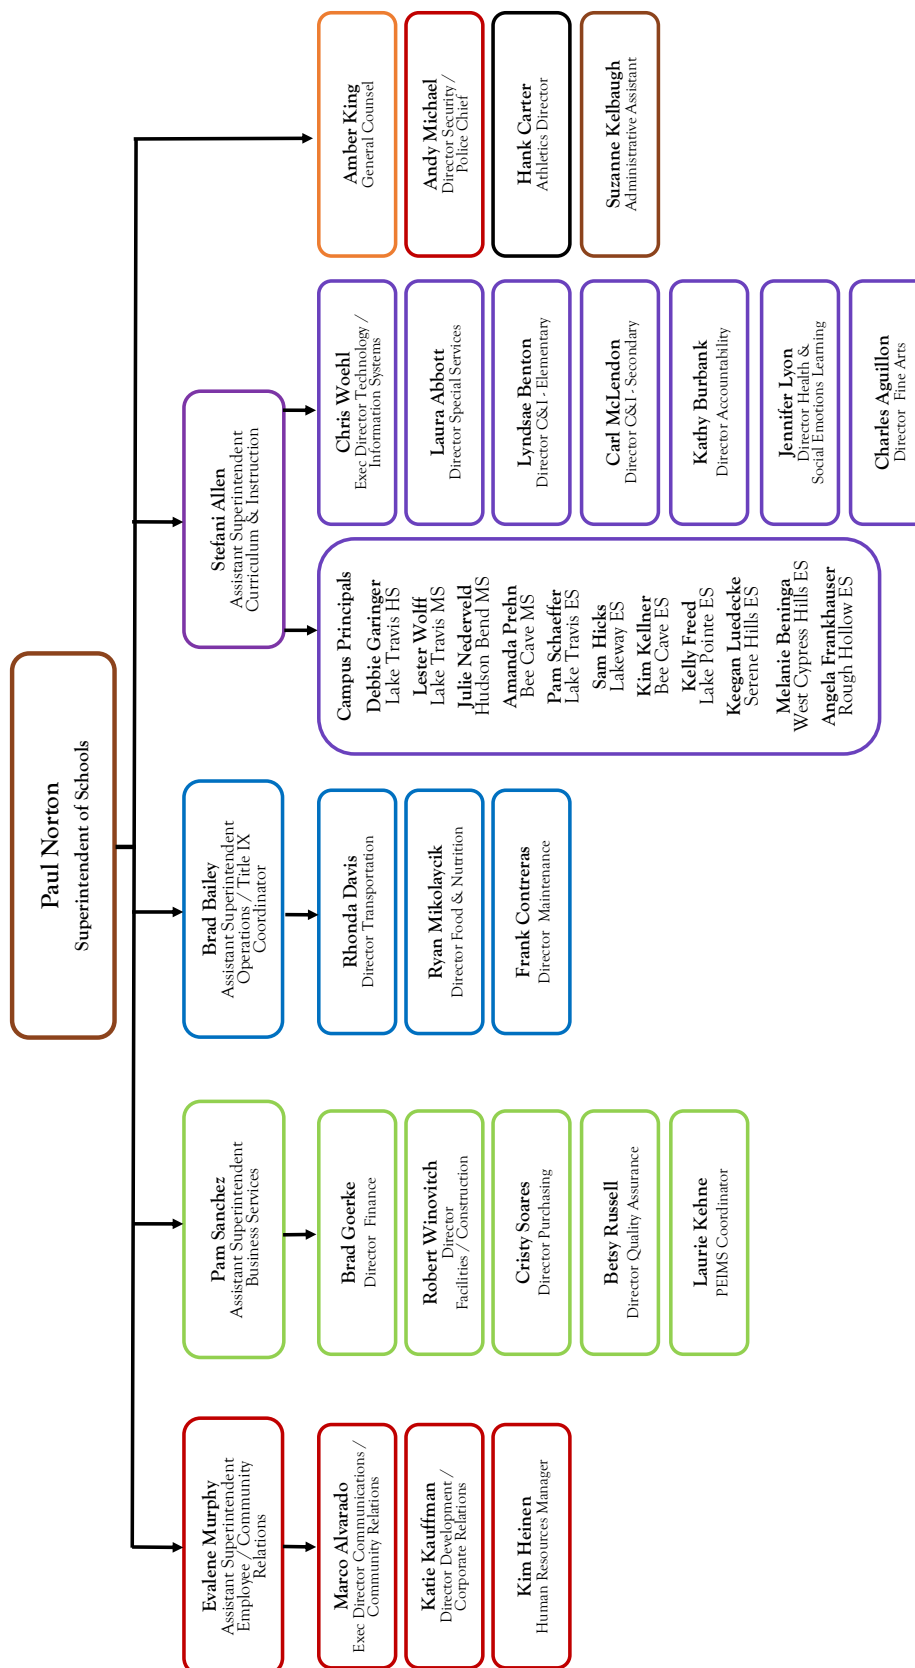 Paul Norton
Superintendent of Schools
Evalene Murphy
Assistant Superintendent
Employee / Community
Relations
Marco Alvarado
Exec Director Communications /
Community Relations
Katie Kauffman
Director Development /
Corporate Relations
Kim Heinen
Human Resources Manager
Pam Sanchez
Assistant Superintendent
Business Services
Brad Goerke
Director Finance
Robert Winovitch
Director
Facilities / Construction
Cristy Soares
Director Purchasing
Betsy Russell
Director Quality Assurance
Laurie Kehne
PEIMS Coordinator
Brad Bailey
Assistant Superintendent
Operations / Title IX
Coordinator
Rhonda Davis
Director Transportation
Ryan Mikolaycik
Director Food & Nutrition
Frank Contreras
Director Maintenance
Stefani Allen
Assistant Superintendent
Curriculum & Instruction
Campus Principals
Debbie Garinger
Lake Travis HS
Lester Wolff
Lake Travis MS
Julie Nederveld
Hudson Bend MS
Amanda Prehn
Bee Cave MS
Pam Schaeffer
Lake Travis ES
Sam Hicks
Lakeway ES
Kim Kellner
Bee Cave ES
Kelly Freed
Lake Pointe ES
Keegan Luedecke
Serene Hills ES
Melanie Beninga
West Cypress Hills ES
Angela Frankhauser
Rough Hollow ES
Chris Woehl
Exec Director Technology /
Information Systems
Laura Abbott
Director Special Services
Lyndsae Benton
Director C&I - Elementary
Carl McLendon
Director C&I - Secondary
Kathy Burbank
Director Accountability
Jennifer Lyon
Director Health &
Social Emotions Learning
Charles Aguillon
Director Fine Arts
Amber King
General Counsel
Andy Michael
Director Security /
Police Chief
Hank Carter
Athletics Director
Suzanne Kelbaugh
Administrative Assistant